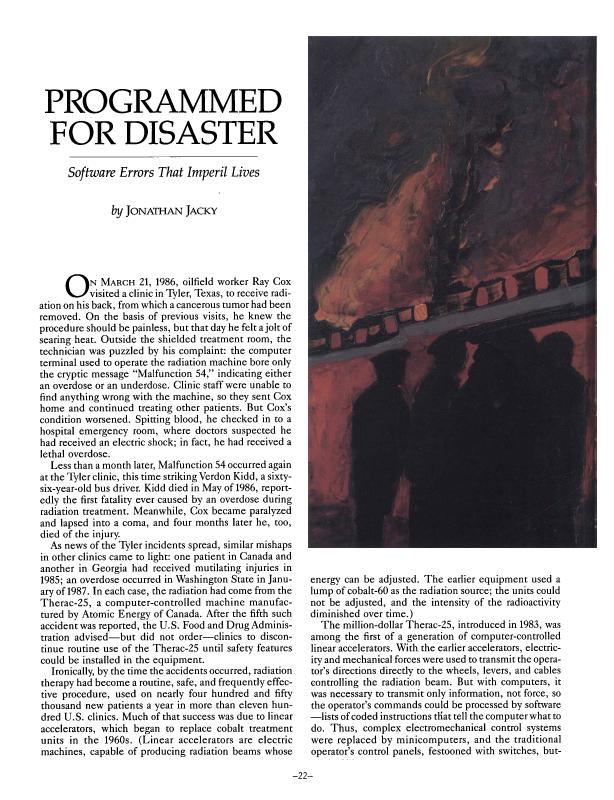 PROGRAMMED
FOR DISASTER
Software Errors That Imperil Lives
by JONATHAN JACKY
ON MARCH 21, 1986, oilfield worker Ray Cox
visited a clinic in Tyler, Texas, to receive radi-
ation on his back, from which a cancerous tumor had been
removed. On the basis of previous visits, he knew the
procedure should be painless, but that day he felt a jolt of
searing heat. Outside the shielded treatment room, the
technician was puzzled by his complaint: the computer
terminal used to operate the radiation machine bore only
the cryptic message “Malfunction 54,” indicating either
an overdose or an underdose. Clinic staff were unable to
find anything wrong with the machine, so they sent Cox
home and continued treating other patients. But Cox's
condition worsened. Spitting blood, he checked in to a
hospital emergency room, where doctors suspected he
had received an electric shock; in fact, he had received a
lethal overdose.
Less than a month later, Malfunction 54 occurred again
at the Tyler clinic, this time striking Verdon Kidd, a sixty-
six-year-old bus driver. Kidd died in May of 1986, report-
edly the first fatality ever caused by an overdose during
radiation treatment. Meanwhile, Cox became paralyzed
and lapsed into a coma, and four months later he, too,
died of the injury.
As news of the Tyler incidents spread, similar mishaps
in other clinics came to light: one patient in Canada and
another in Georgia had received mutilating injuries in
1985; an overdose occurred in Washington State in Janu-
ary of 1987. In each case, the radiation had come from the
Therac-25, a computer-controlled machine manufac-
tured by Atomic Energy of Canada. After the fifth such
accident was reported, the U.S. Food and Drug Adminis-
tration advised—but did not order—clinics to discon-
tinue routine use of the Therac-25 until safety features
could be installed in the equipment.
Ironically, by the time the accidents occurred, radiation
therapy had become a routine, safe, and frequently effec-
tive procedure, used on nearly four hundred and fifty
thousand new patients a year in more than eleven hun-
dred U.S. clinics. Much of that success was due to linear
accelerators, which began to replace cobalt treatment
units in the 1960s. (Linear accelerators are electric
machines, capable of producing radiation beams whose
energy can be adjusted. The earlier equipment used a
lump of cobalt-60 as the radiation source; the units could
not be adjusted, and the intensity of the radioactivity
diminished over time.)
The million-dollar Therac-25, introduced in 1983, was
among the first of a generation of computer-controlled
linear accelerators. With the earlier accelerators, electric-
ity and mechanical forces were used to transmit the opera-
tor's directions directly to the wheels, levers, and cables
controlling the radiation beam. But with computers, it
was necessary to transmit only information, not force, so
the operator's commands could be processed by software
—lists of coded instructions that tell the computer what to
do. Thus, complex electromechanical control systems
were replaced by minicomputers, and the traditional
operator's control panels, festooned with switches, but-
–22–